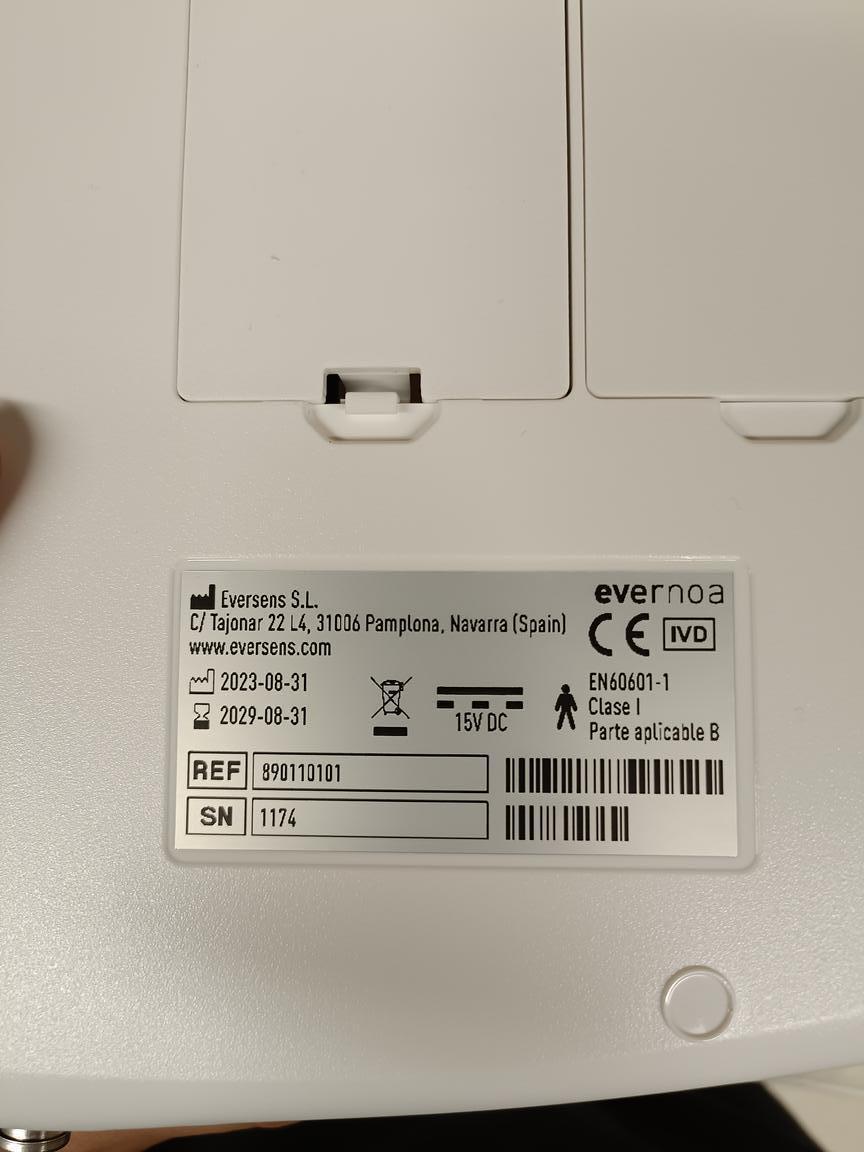 Eversens S.L.
evernoa
C/ Tajonar 22 L4, 31006 Pamplona, Navarra (Spain)
www.eversens.com
CE IVD
2023-08-31
2029-08-31
15V DC
EN60601-1
Clase I
Parte aplicable B
REF 890110101
SN 1174